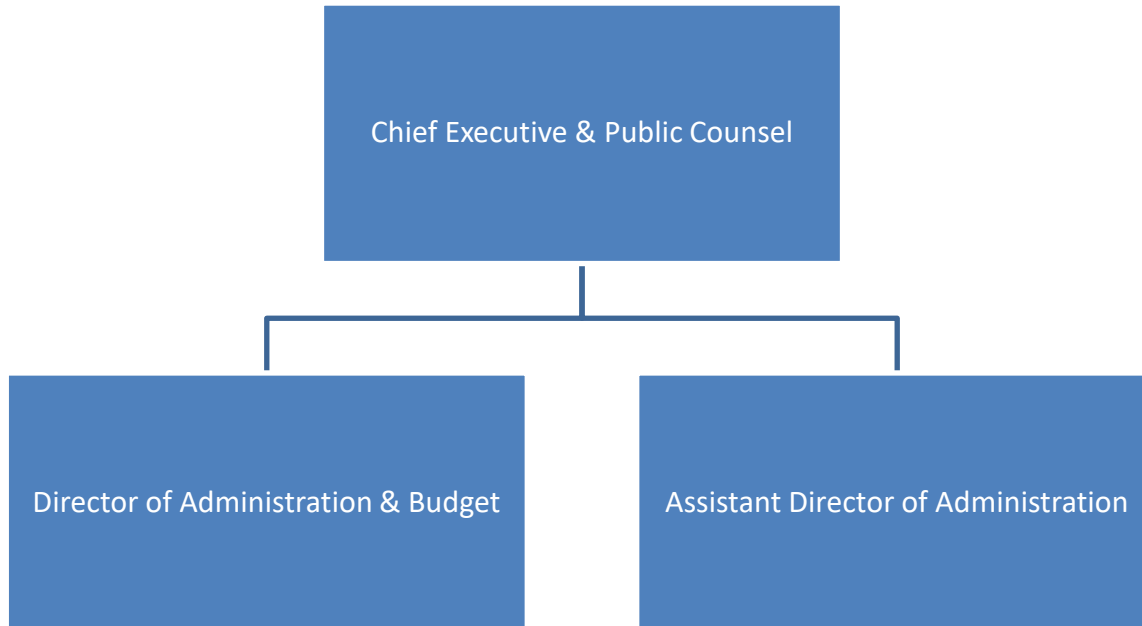 Chief Executive & Public Counsel
Director of Administration & Budget
Assistant Director of Administration